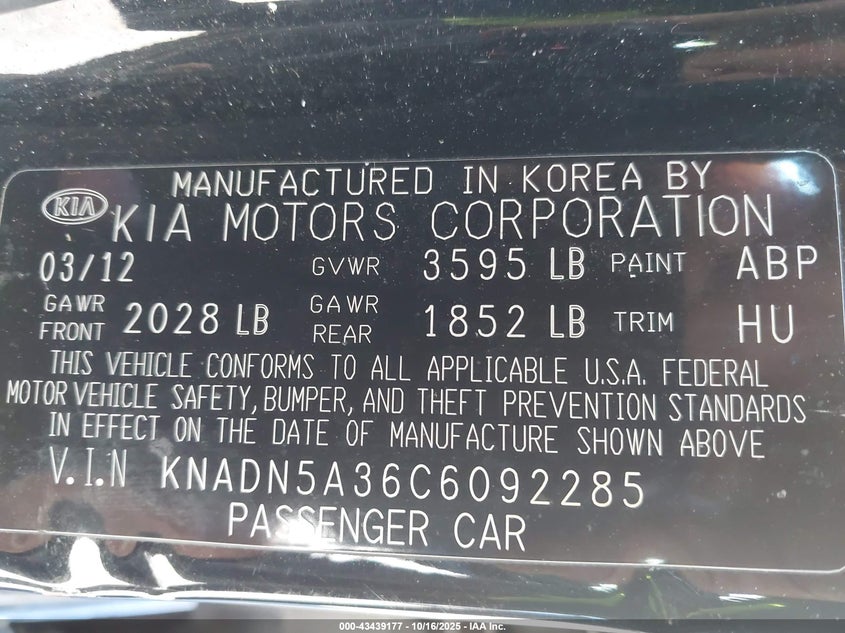 MANUFACTURED IN KOREA BY
KIA KIA MOTORS CORPORATION
03/12 GVWR 3595 LB PAINT ABP
GAWR FRONT 2028 LB GAWR REAR 1852 LB TRIM HU
THIS VEHICLE CONFORMS TO ALL APPLICABLE U.S.A. FEDERAL
MOTOR VEHICLE SAFETY, BUMPER, AND THEFT PREVENTION STANDARDS
IN EFFECT ON THE DATE OF MANUFACTURE SHOWN ABOVE
V.I.N KNADN5A36C6092285
PASSENGER CAR
000-43439177 - 10/16/2025 - IAA Inc.